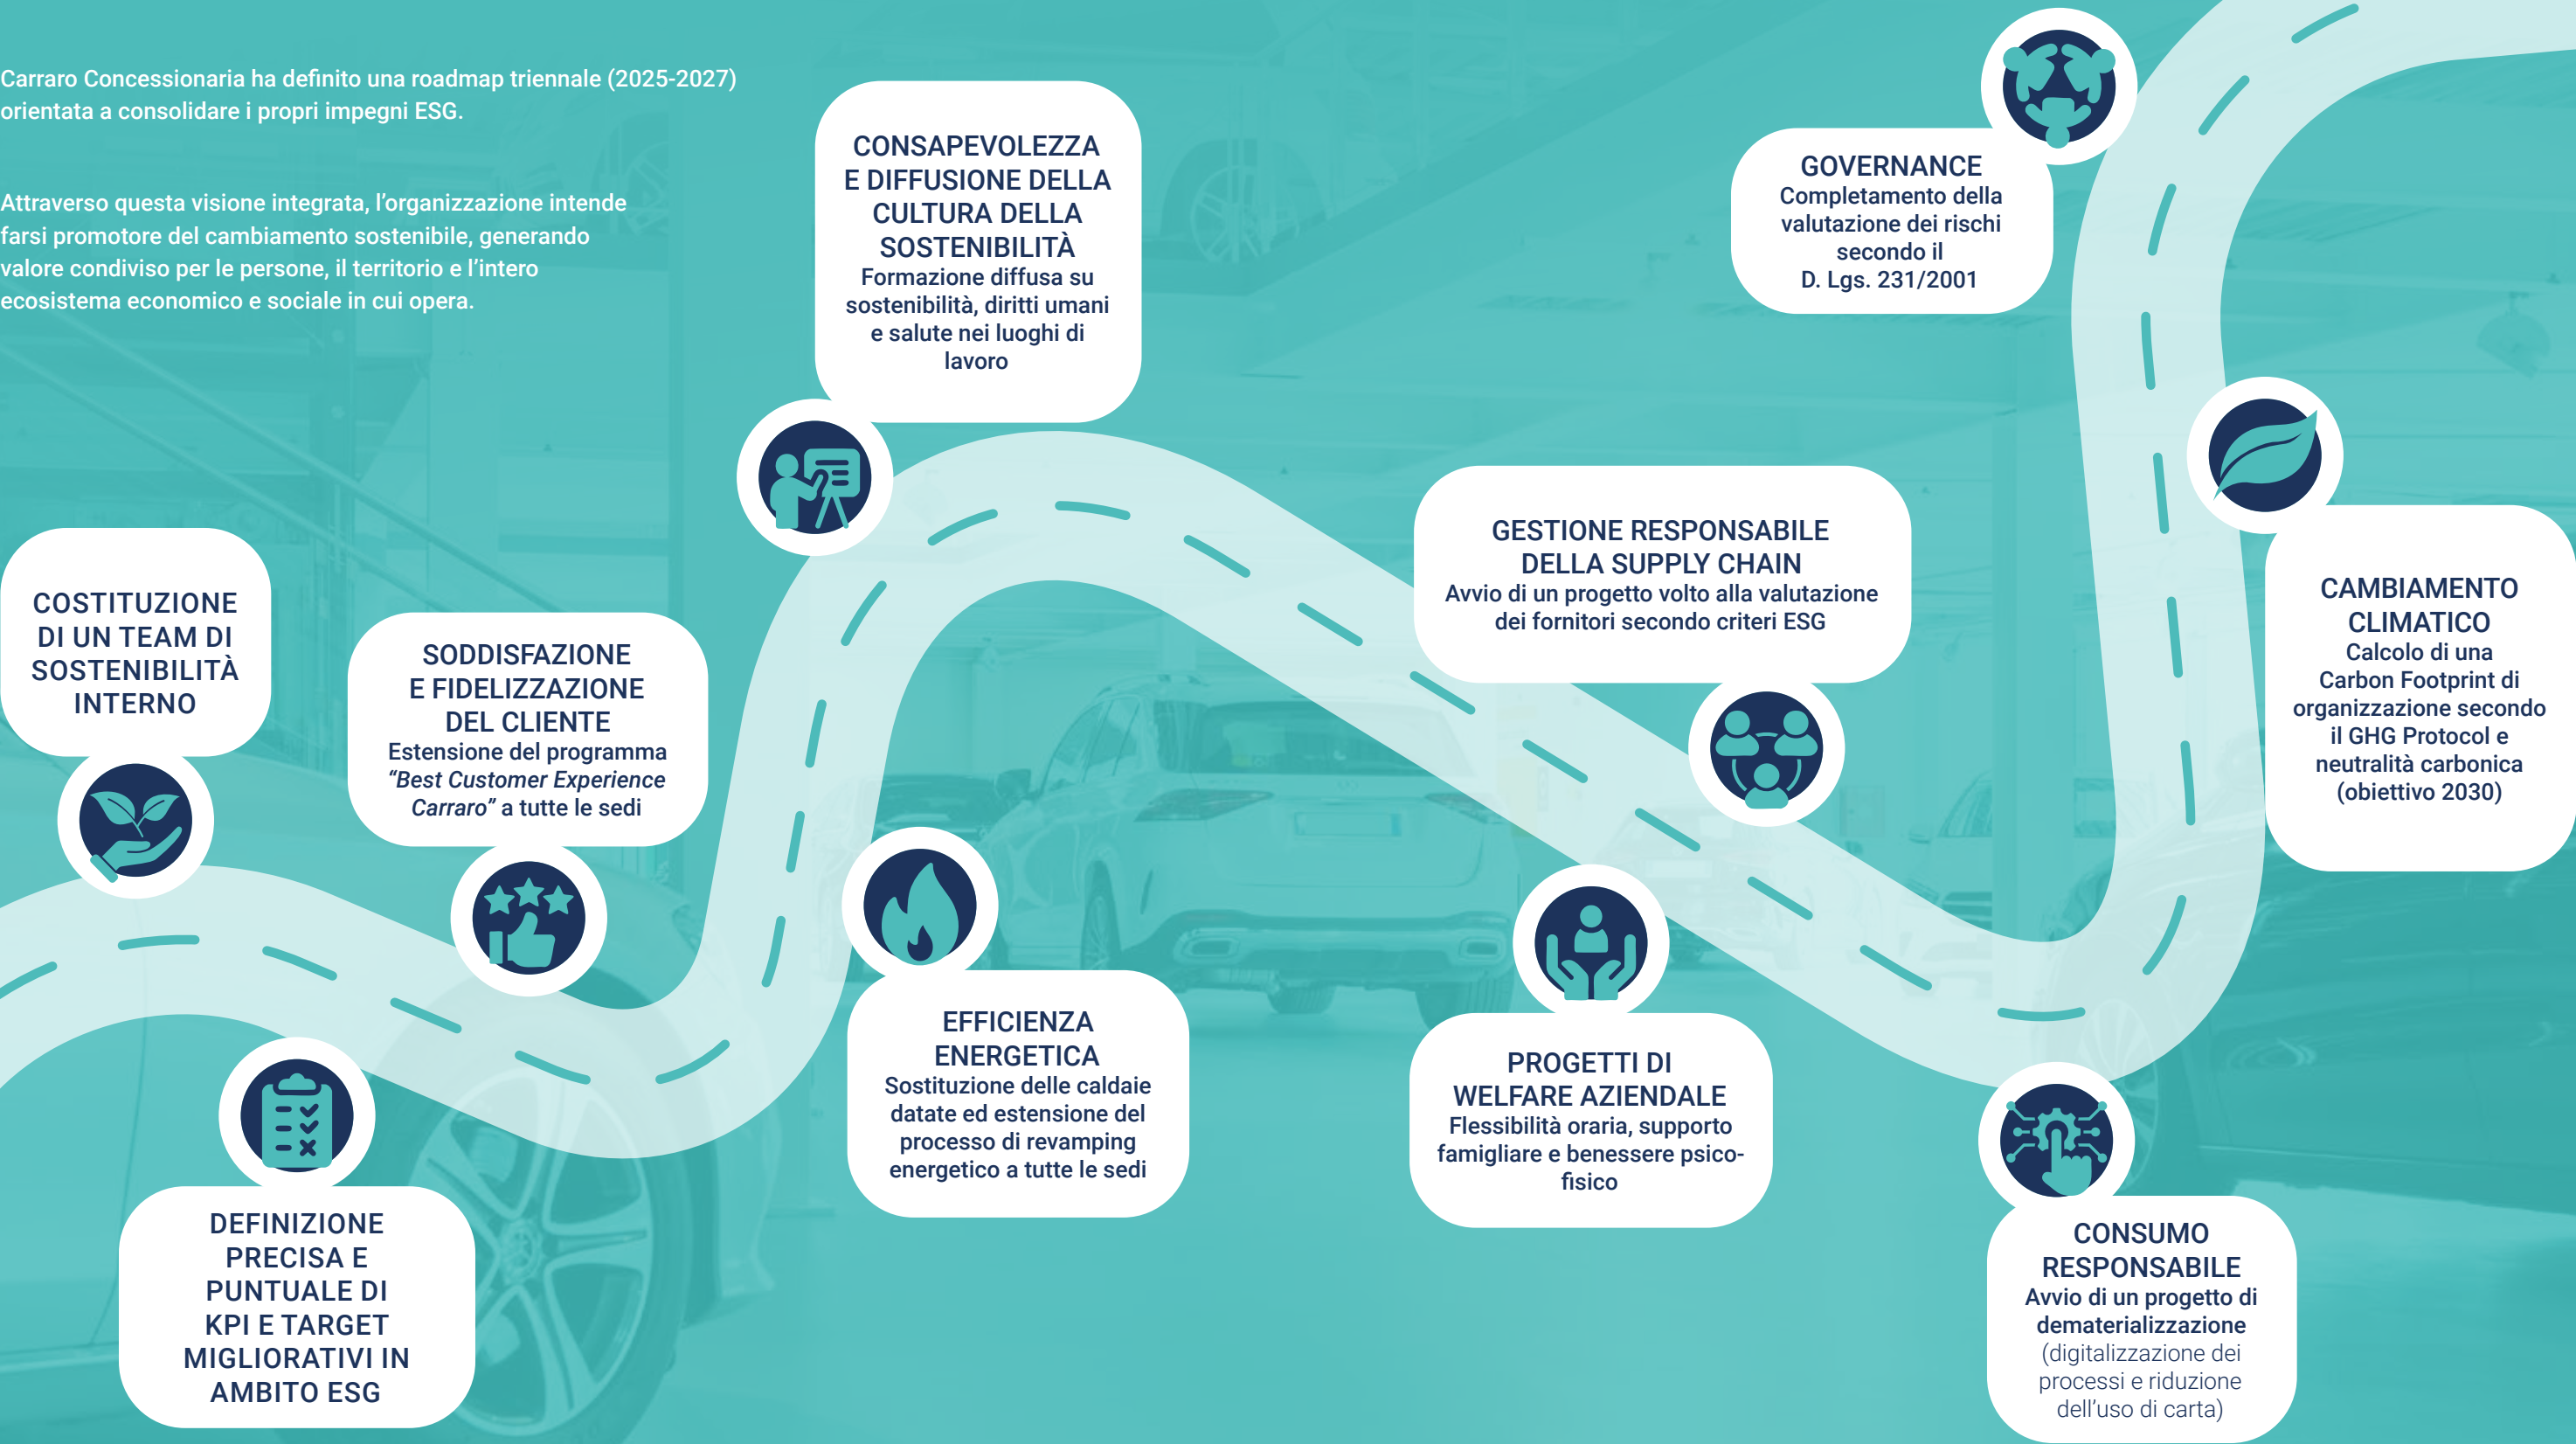 Carraro Concessionaria ha definito una roadmap triennale (2025-2027)
orientata a consolidare i propri impegni ESG.
Attraverso questa visione integrata, l’organizzazione intende
farsi promotore del cambiamento sostenibile, generando
valore condiviso per le persone, il territorio e l’intero
ecosistema economico e sociale in cui opera.
COSTITUZIONE
DI UN TEAM DI
SOSTENIBILITÀ
INTERNO
DEFINIZIONE
PRECISA E
PUNTUALE DI
KPI E TARGET
MIGLIORATIVI IN
AMBITO ESG
SODDISFAZIONE
E FIDELIZZAZIONE
DEL CLIENTE
Estensione del programma
“Best Customer Experience
Carraro” a tutte le sedi
CONSAPEVOLEZZA
E DIFFUSIONE DELLA
CULTURA DELLA
SOSTENIBILITÀ
Formazione diffusa su
sostenibilità, diritti umani
e salute nei luoghi di
lavoro
EFFICIENZA
ENERGETICA
Sostituzione delle caldaie
datate ed estensione del
processo di revamping
energetico a tutte le sedi
GESTIONE RESPONSABILE
DELLA SUPPLY CHAIN
Avvio di un progetto volto alla valutazione
dei fornitori secondo criteri ESG
PROGETTI DI
WELFARE AZIENDALE
Flessibilità oraria, supporto
famigliare e benessere psico-
fisico
CONSUMO
RESPONSABILE
Avvio di un progetto di
dematerializzazione
(digitalizzazione dei
processi e riduzione
dell’uso di carta)
CAMBIAMENTO
CLIMATICO
Calcolo di una
Carbon Footprint di
organizzazione secondo
il GHG Protocol e
neutralità carbonica
(obiettivo 2030)
GOVERNANCE
Completamento della
valutazione dei rischi
secondo il
D. Lgs. 231/2001